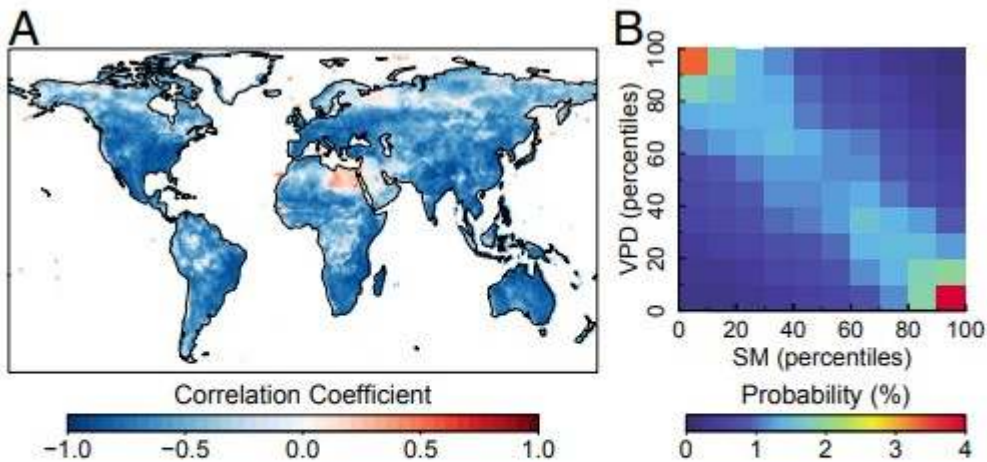 A
B
100
80
60
40
20
0
VPD (percentiles)
0 20 40 60 80 100
SM (percentiles)
Correlation Coefficient
−1.0 −0.5 0.0 0.5 1.0
Probability (%)
0 1 2 3 4